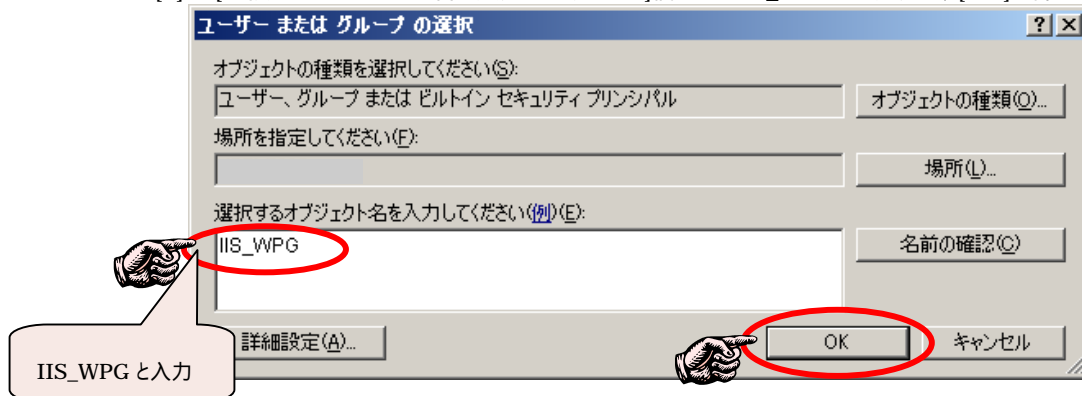 ユーザー または グループ の選択
オブジェクトの種類を選択してください(S):
ユーザー、グループ または ビルトイン セキュリティ プリンシパル
オブジェクトの種類(O)...
場所を指定してください(F):
場所(L)...
選択するオブジェクト名を入力してください(例)(E):
IIS_WPG
名前の確認(C)
詳細設定(A)...
OK
キャンセル
IIS_WPG と入力